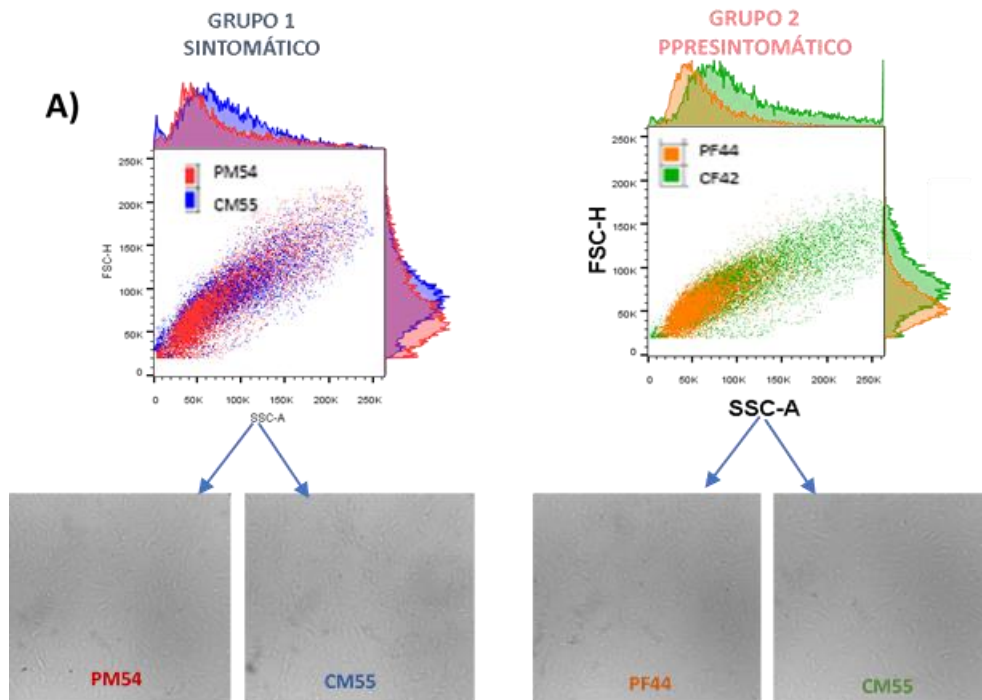 GRUPO 1
SINTOMÁTICO
GRUPO 2
PPRESINTOMÁTICO
A)
250K
200K
150K
100K
50K
0
FSC-H
PM54
CM55
0 50K 100K 150K 200K 250K
SSC-A
250K
200K
150K
100K
50K
0
FSC-H
PF44
CF42
0 50K 100K 150K 200K 250K
SSC-A
PM54
CM55
PF44
CM55